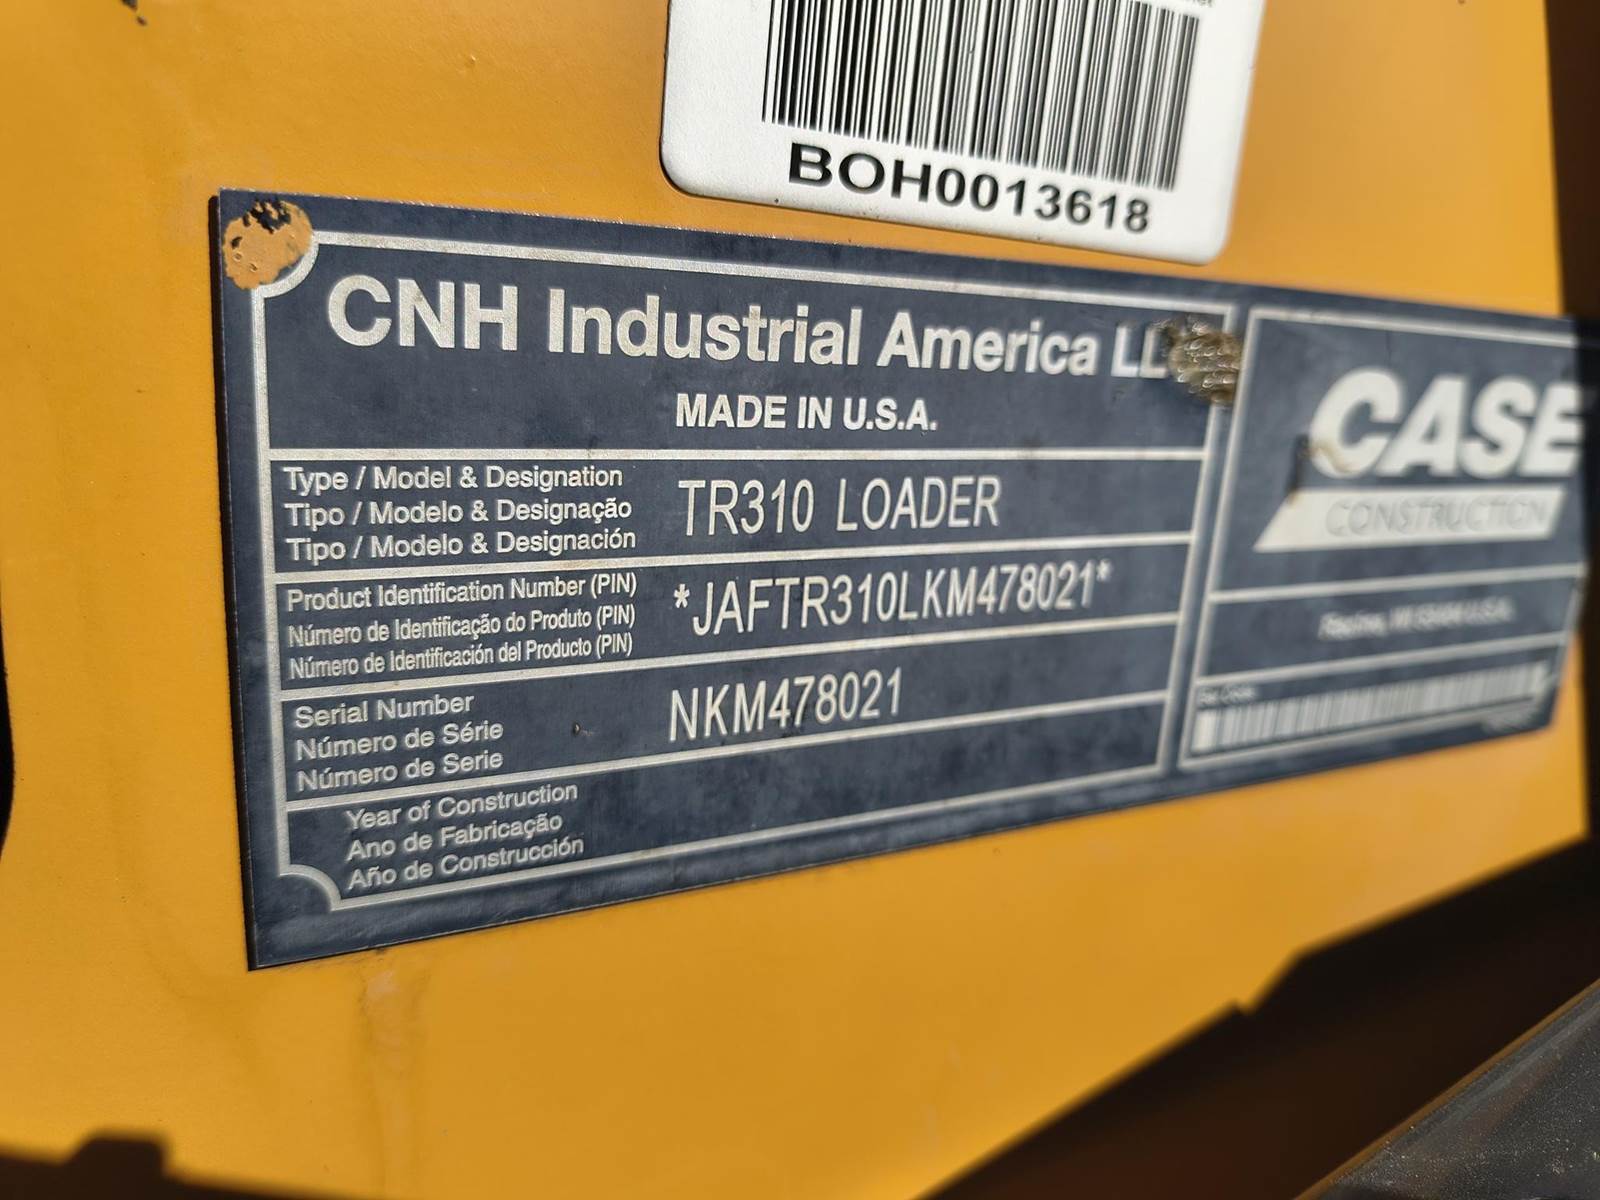 BOH0013618
CNH Industrial America LL
MADE IN U.S.A.
Type / Model & Designation
Tipo / Modelo & Designação
Tipo / Modelo & Designación
TR310 LOADER
Product Identification Number (PIN)
Número de Identificação do Produto (PIN)
Número de Identificación del Producto (PIN)
*JAFTR310LKM478021*
Serial Number
Número de Série
Número de Serie
NKM478021
Year of Construction
Ano de Fabricação
Año de Construcción
CASE
CONSTRUCTION
Racine, WI U.S.A.